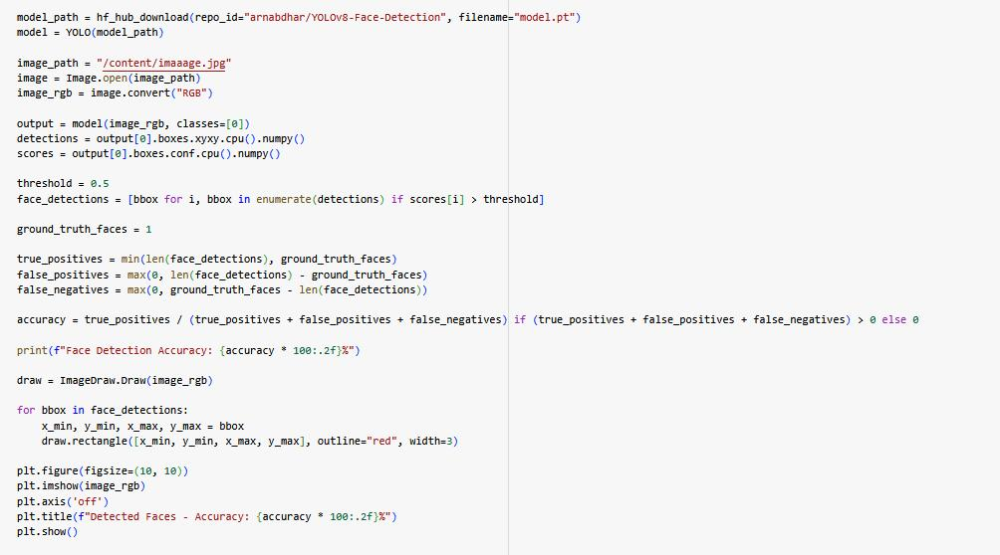 model_path = hf_hub_download(repo_id="arnabdhar/YOLOv8-Face-Detection", filename="model.pt")
model = YOLO(model_path)

image_path = "/content/imaaage.jpg"
image = Image.open(image_path)
image_rgb = image.convert("RGB")

output = model(image_rgb, classes=[0])
detections = output[0].boxes.xyxy.cpu().numpy()
scores = output[0].boxes.conf.cpu().numpy()

threshold = 0.5
face_detections = [bbox for i, bbox in enumerate(detections) if scores[i] > threshold]

ground_truth_faces = 1

true_positives = min(len(face_detections), ground_truth_faces)
false_positives = max(0, len(face_detections) - ground_truth_faces)
false_negatives = max(0, ground_truth_faces - len(face_detections))

accuracy = true_positives / (true_positives + false_positives + false_negatives) if (true_positives + false_positives + false_negatives) > 0 else 0

print(f"Face Detection Accuracy: {accuracy * 100:.2f}%")

draw = ImageDraw.Draw(image_rgb)

for bbox in face_detections:
    x_min, y_min, x_max, y_max = bbox
    draw.rectangle([x_min, y_min, x_max, y_max], outline="red", width=3)

plt.figure(figsize=(10, 10))
plt.imshow(image_rgb)
plt.axis('off')
plt.title(f"Detected Faces - Accuracy: {accuracy * 100:.2f}%")
plt.show()